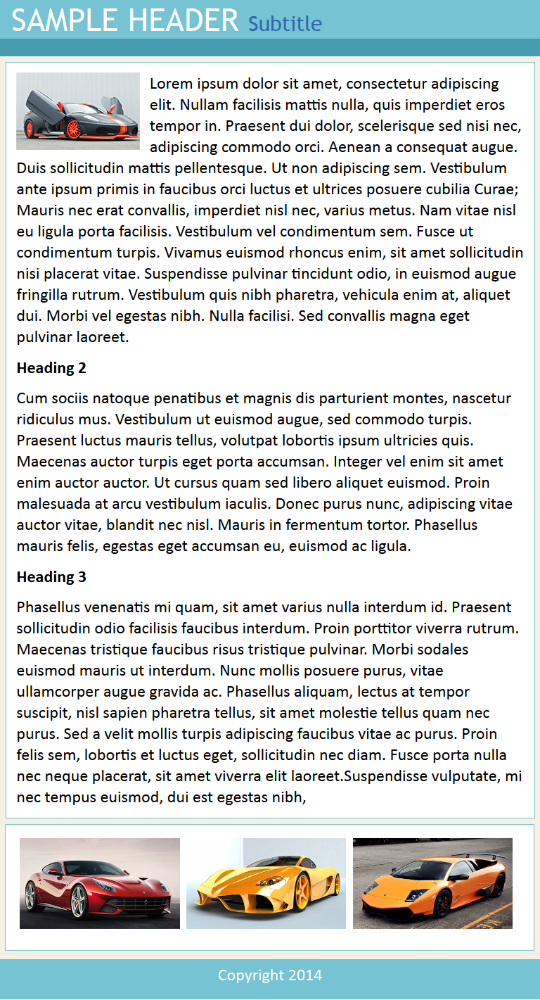 SAMPLE HEADER Subtitle
Lorem ipsum dolor sit amet, consectetur adipiscing
elit. Nullam facilisis mattis nulla, quis imperdiet eros
tempor in. Praesent dui dolor, scelerisque sed nisi nec,
adipiscing commodo orci. Aenean a consequat augue.
Duis sollicitudin mattis pellentesque. Ut non adipiscing sem. Vestibulum
ante ipsum primis in faucibus orci luctus et ultrices posuere cubilia Curae;
Mauris nec erat convallis, imperdiet nisl nec, varius metus. Nam vitae nisl
eu ligula porta facilisis. Vestibulum vel condimentum sem. Fusce ut
condimentum turpis. Vivamus euismod rhoncus enim, sit amet sollicitudin
nisi placerat vitae. Suspendisse pulvinar tincidunt odio, in euismod augue
fringilla rutrum. Vestibulum quis nibh pharetra, vehicula enim at, aliquet
dui. Morbi vel egestas nibh. Nulla facilisi. Sed convallis magna eget
pulvinar laoreet.
Heading 2
Cum sociis natoque penatibus et magnis dis parturient montes, nascetur
ridiculus mus. Vestibulum ut euismod augue, sed commodo turpis.
Praesent luctus mauris tellus, volutpat lobortis ipsum ultricies quis.
Maecenas auctor turpis eget porta accumsan. Integer vel enim sit amet
enim auctor auctor. Ut cursus quam sed libero aliquet euismod. Proin
malesuada at arcu vestibulum iaculis. Donec purus nunc, adipiscing vitae
auctor vitae, blandit nec nisl. Mauris in fermentum tortor. Phasellus
mauris felis, egestas eget accumsan eu, euismod ac ligula.
Heading 3
Phasellus venenatis mi quam, sit amet varius nulla interdum id. Praesent
sollicitudin odio facilisis faucibus interdum. Proin porttitor viverra rutrum.
Maecenas tristique faucibus risus tristique pulvinar. Morbi sodales
euismod mauris ut interdum. Nunc mollis posuere purus, vitae
ullamcorper augue gravida ac. Phasellus aliquam, lectus at tempor
suscipit, nisl sapien pharetra tellus, sit amet molestie tellus quam nec
purus. Sed a velit mollis turpis adipiscing faucibus vitae ac purus. Proin
felis sem, lobortis et luctus eget, sollicitudin nec diam. Fusce porta nulla
nec neque placerat, sit amet viverra elit laoreet.Suspendisse vulputate, mi
nec tempus euismod, dui est egestas nibh,
Copyright 2014